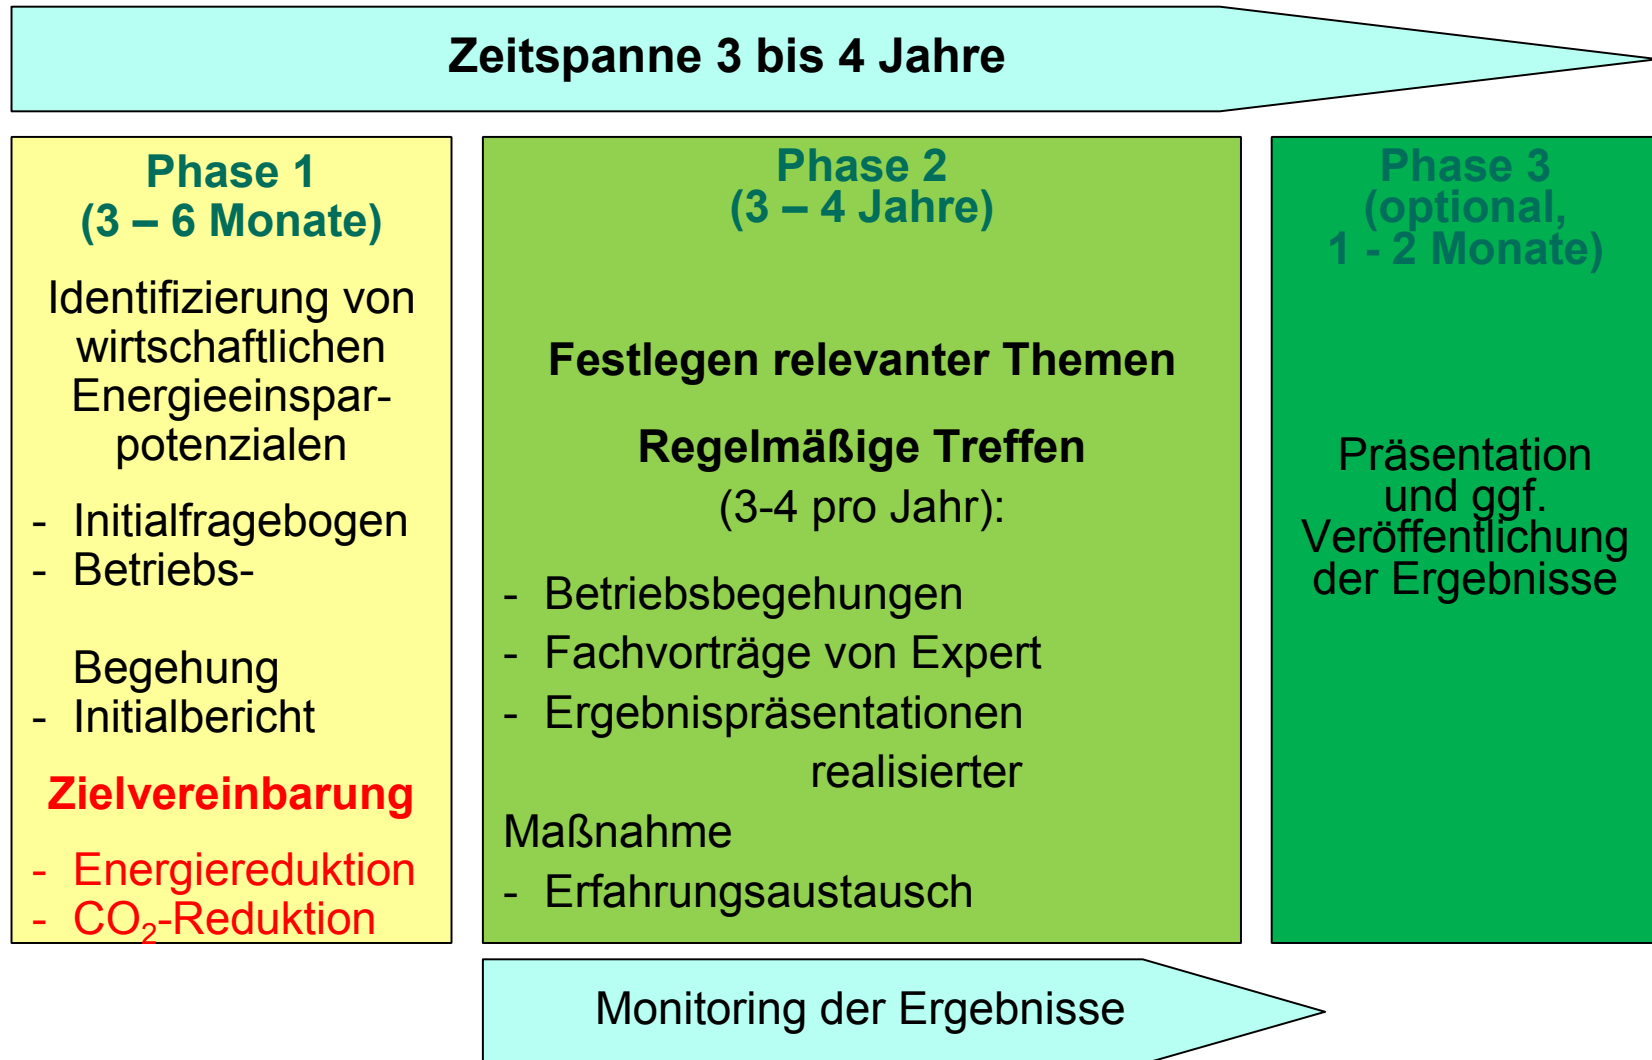 Zeitspanne 3 bis 4 Jahre
Phase 1
(3 – 6 Monate)
Identifizierung von
wirtschaftlichen
Energieeinspar-
potenzialen
- Initialfragebogen
- Betriebs-
Begehung
- Initialbericht
Zielvereinbarung
- Energiereduktion
- CO₂-Reduktion
Phase 2
(3 – 4 Jahre)
Festlegen relevanter Themen
Regelmäßige Treffen
(3-4 pro Jahr):
- Betriebsbegehungen
- Fachvorträge von Expert
- Ergebnispräsentationen
realisierter
Maßnahme
- Erfahrungsaustausch
Phase 3
(optional,
1 - 2 Monate)
Präsentation
und ggf.
Veröffentlichung
der Ergebnisse
Monitoring der Ergebnisse